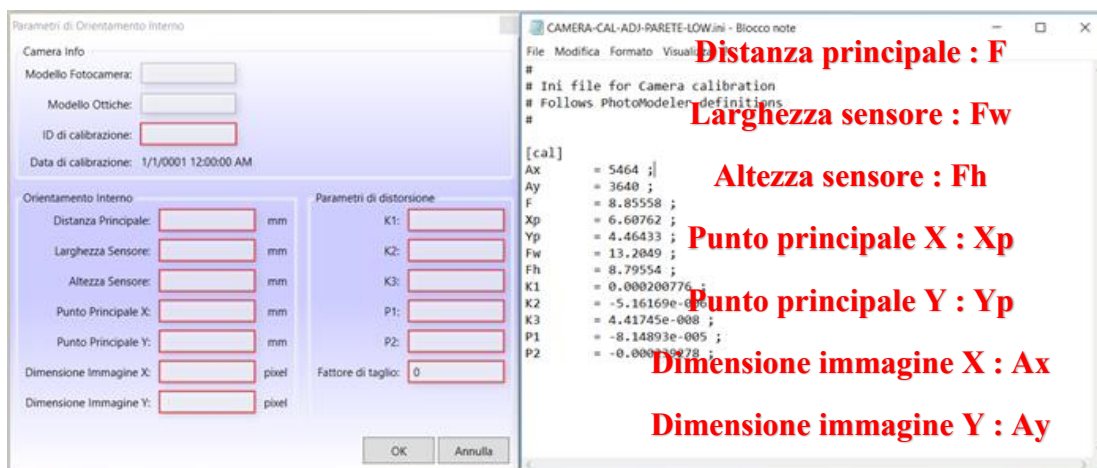 Parametri di Orientamento Interno
Camera Info
Modello Fotocamera:
Modello Ottiche:
ID di calibrazione:
Data di calibrazione: 1/1/0001 12:00:00 AM
Orientamento Interno
Distanza Principale: mm
Larghezza Sensore: mm
Altezza Sensore: mm
Punto Principale X: mm
Punto Principale Y: mm
Dimensione Immagine X: pixel
Dimensione Immagine Y: pixel
Parametri di distorsione
K1:
K2:
K3:
P1:
P2:
Fattore di taglio: 0
OK Annulla
CAMERA-CAL-ADJ-PARETE-LOW.ini - Blocco note
File Modifica Formato Visualizza
#
# Ini file for Camera calibration
# Follows PhotoModeler definitions
#
[cal]
Ax = 5464 ;
Ay = 3640 ;
F = 8.85558 ;
Xp = 6.60762 ;
Yp = 4.46433 ;
Fw = 13.2049 ;
Fh = 8.79554 ;
K1 = 0.000200776 ;
K2 =
K3 = 4.41745e-008 ;
P1 = -8.14893e-005 ;
P2 =
Distanza principale : F
Larghezza sensore : Fw
Altezza sensore : Fh
Punto principale X : Xp
Punto principale Y : Yp
Dimensione immagine X : Ax
Dimensione immagine Y : Ay